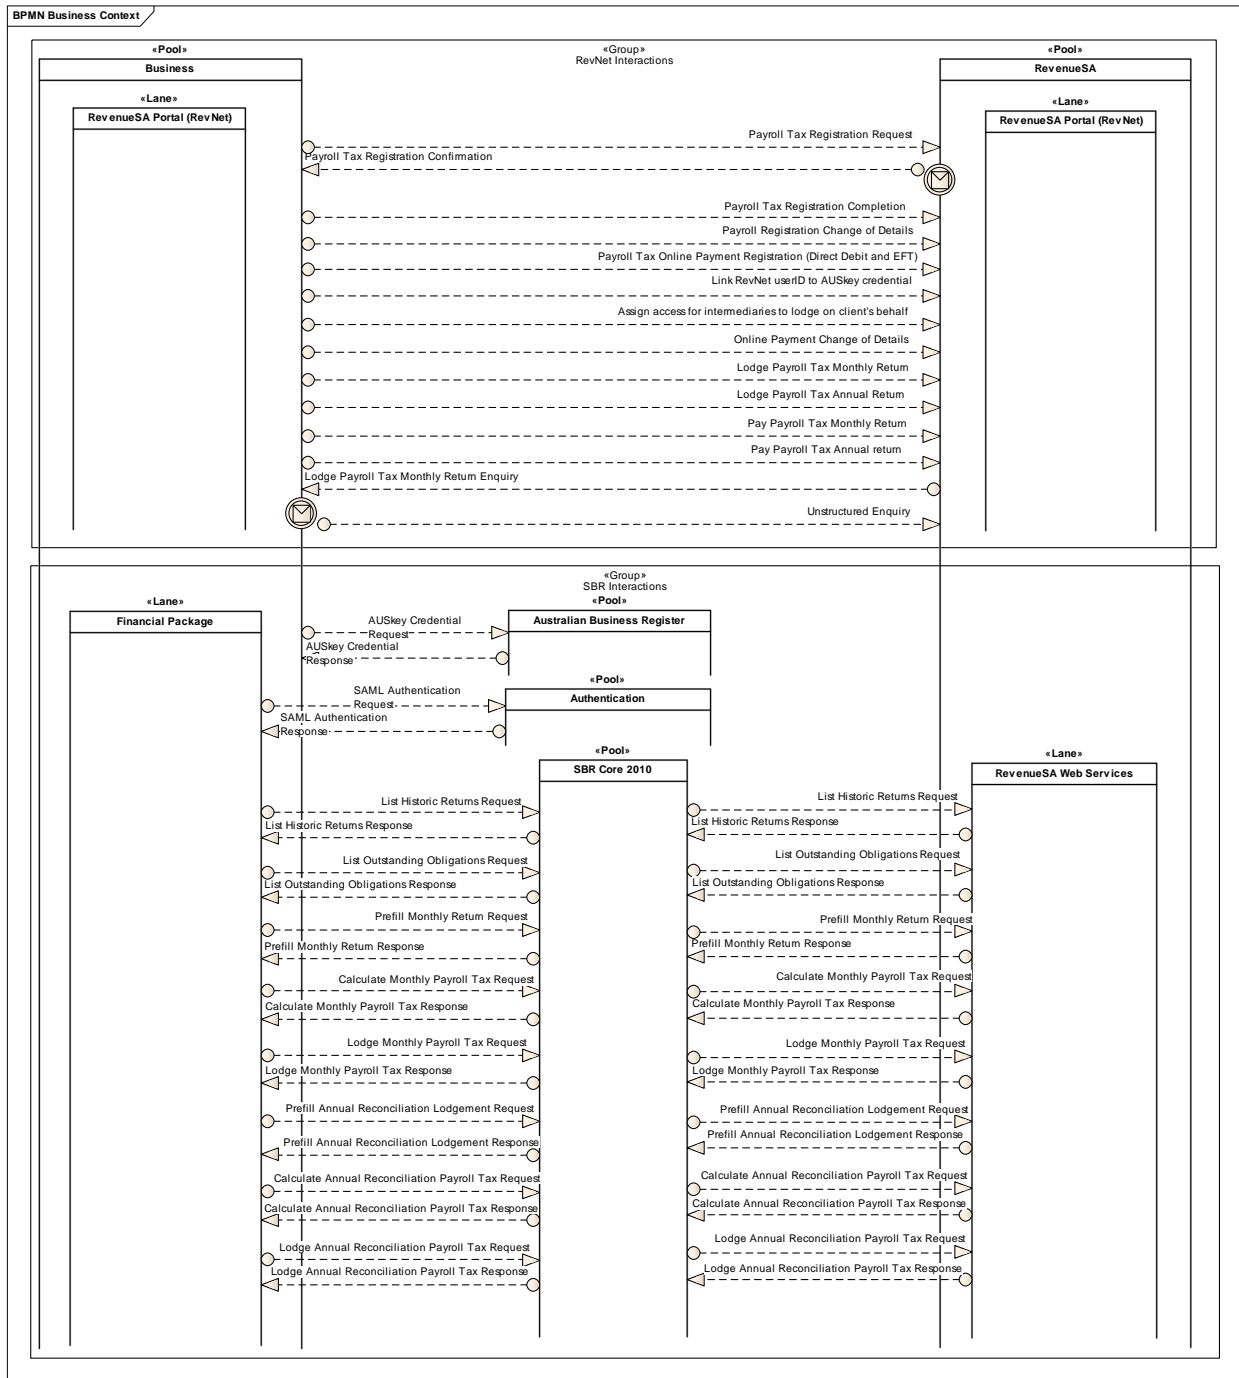 BPMN Business Context
«Group»
RevNet Interactions
«Pool»
Business
«Pool»
RevenueSA
«Lane»
RevenueSA Portal (RevNet)
«Lane»
RevenueSA Portal (RevNet)
Payroll Tax Registration Request
Payroll Tax Registration Confirmation
Payroll Tax Registration Completion
Payroll Registration Change of Details
Payroll Tax Online Payment Registration (Direct Debit and EFT)
Link RevNet userID to AUSkey credential
Assign access for intermediaries to lodge on client's behalf
Online Payment Change of Details
Lodge Payroll Tax Monthly Return
Lodge Payroll Tax Annual Return
Pay Payroll Tax Monthly Return
Pay Payroll Tax Annual return
Lodge Payroll Tax Monthly Return Enquiry
Unstructured Enquiry
«Group»
SBR Interactions
«Lane»
Financial Package
«Pool»
Australian Business Register
AUSkey Credential
Request
AUSkey Credential
Response
«Pool»
Authentication
SAML Authentication
Request
SAML Authentication
Response
«Pool»
SBR Core 2010
«Lane»
RevenueSA Web Services
List Historic Returns Request
List Historic Returns Response
List Outstanding Obligations Request
List Outstanding Obligations Response
Prefill Monthly Return Request
Prefill Monthly Return Response
Calculate Monthly Payroll Tax Request
Calculate Monthly Payroll Tax Response
Lodge Monthly Payroll Tax Request
Lodge Monthly Payroll Tax Response
Prefill Annual Reconciliation Lodgement Request
Prefill Annual Reconciliation Lodgement Response
Calculate Annual Reconciliation Payroll Tax Request
Calculate Annual Reconciliation Payroll Tax Response
Lodge Annual Reconciliation Payroll Tax Request
Lodge Annual Reconciliation Payroll Tax Response
List Historic Returns Request
List Historic Returns Response
List Outstanding Obligations Request
List Outstanding Obligations Response
Prefill Monthly Return Request
Prefill Monthly Return Response
Calculate Monthly Payroll Tax Request
Calculate Monthly Payroll Tax Response
Lodge Monthly Payroll Tax Request
Lodge Monthly Payroll Tax Response
Prefill Annual Reconciliation Lodgement Request
Prefill Annual Reconciliation Lodgement Response
Calculate Annual Reconciliation Payroll Tax Request
Calculate Annual Reconciliation Payroll Tax Response
Lodge Annual Reconciliation Payroll Tax Request
Lodge Annual Reconciliation Payroll Tax Response